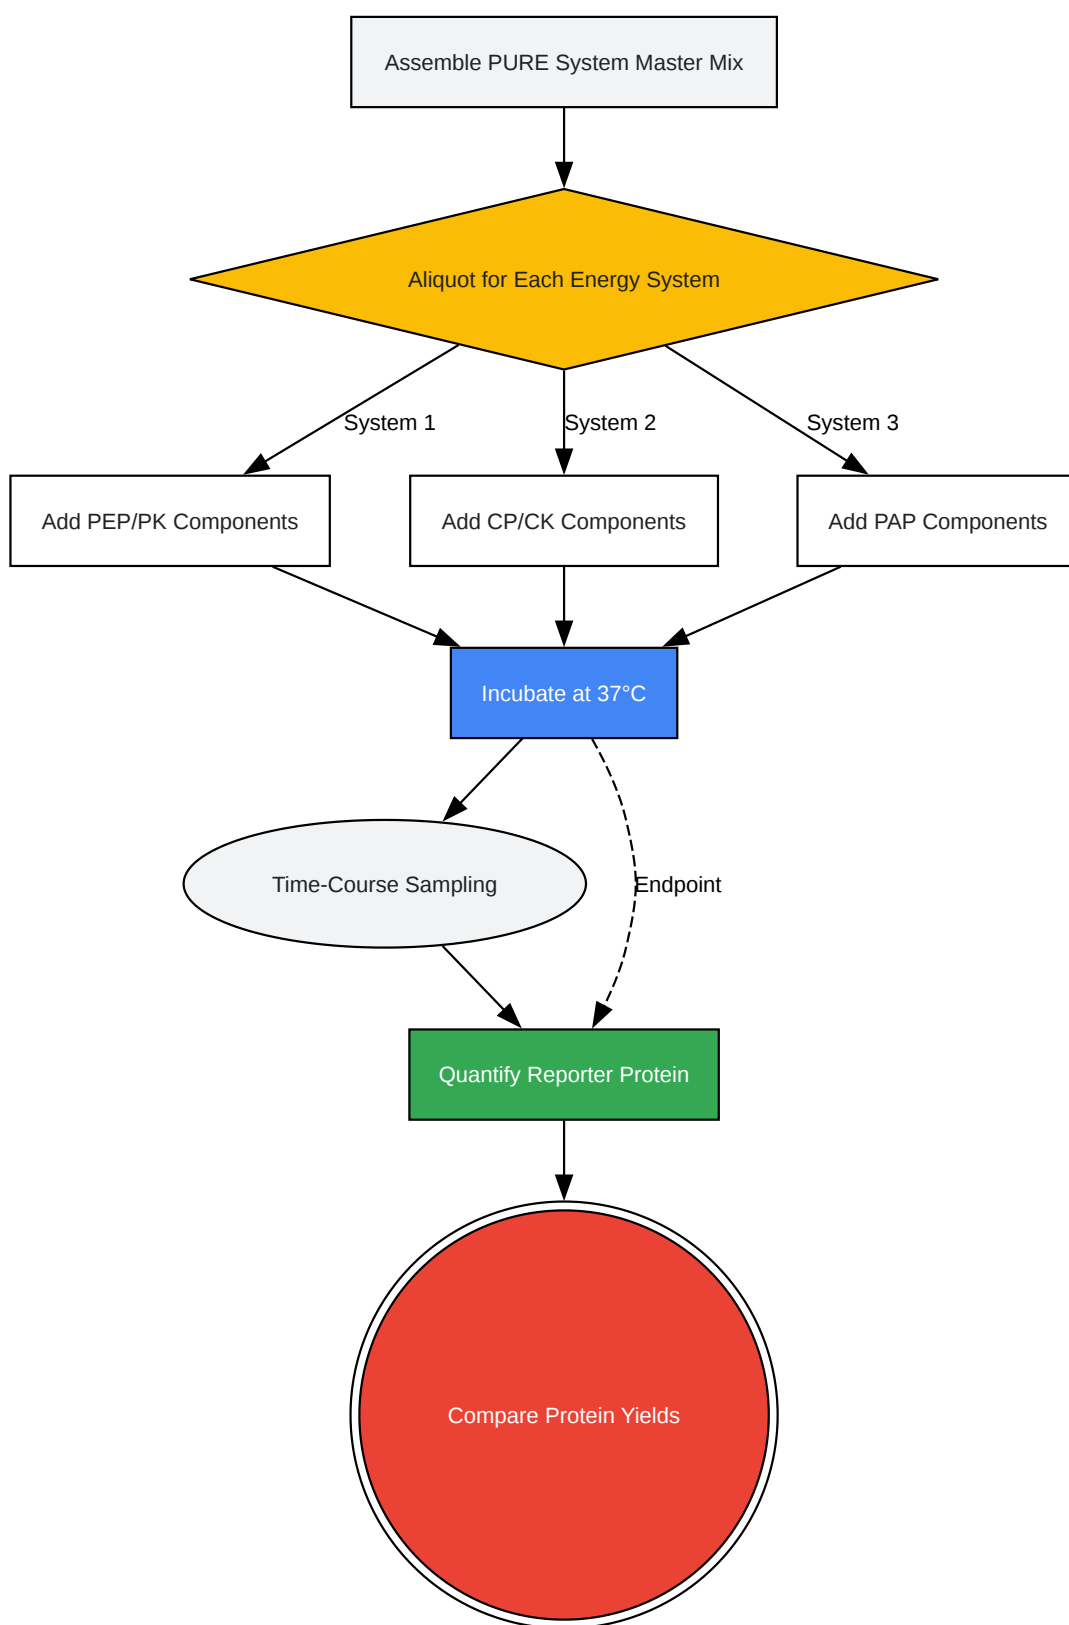 Assemble PURE System Master Mix
Aliquot for Each Energy System
System 1
System 2
System 3
Add PEP/PK Components
Add CP/CK Components
Add PAP Components
Incubate at 37°C
Time-Course Sampling
Endpoint
Quantify Reporter Protein
Compare Protein Yields